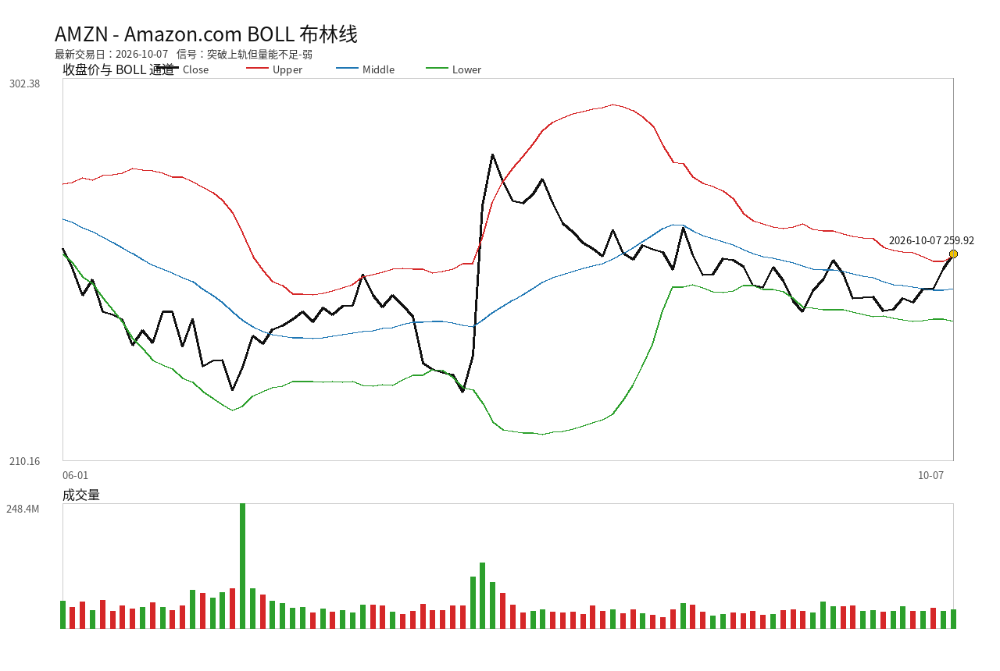 AMZN - Amazon.com BOLL 布林线
最新交易日：2026-10-07 信号：突破上轨但量能不足-弱
收盘价与 BOLL 通道 Close Upper Middle Lower
302.38
2026-10-07 259.92
210.16
06-01 10-07
成交量
248.4M